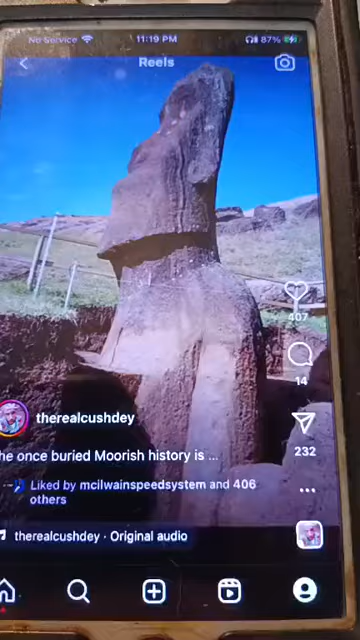 No Service
11:19 PM
87%
Reels
407
14
232
therealcushdey
he once buried Moorish history is ...
Liked by mcilwainspeedsystem and 406
others
therealcushdey · Original audio